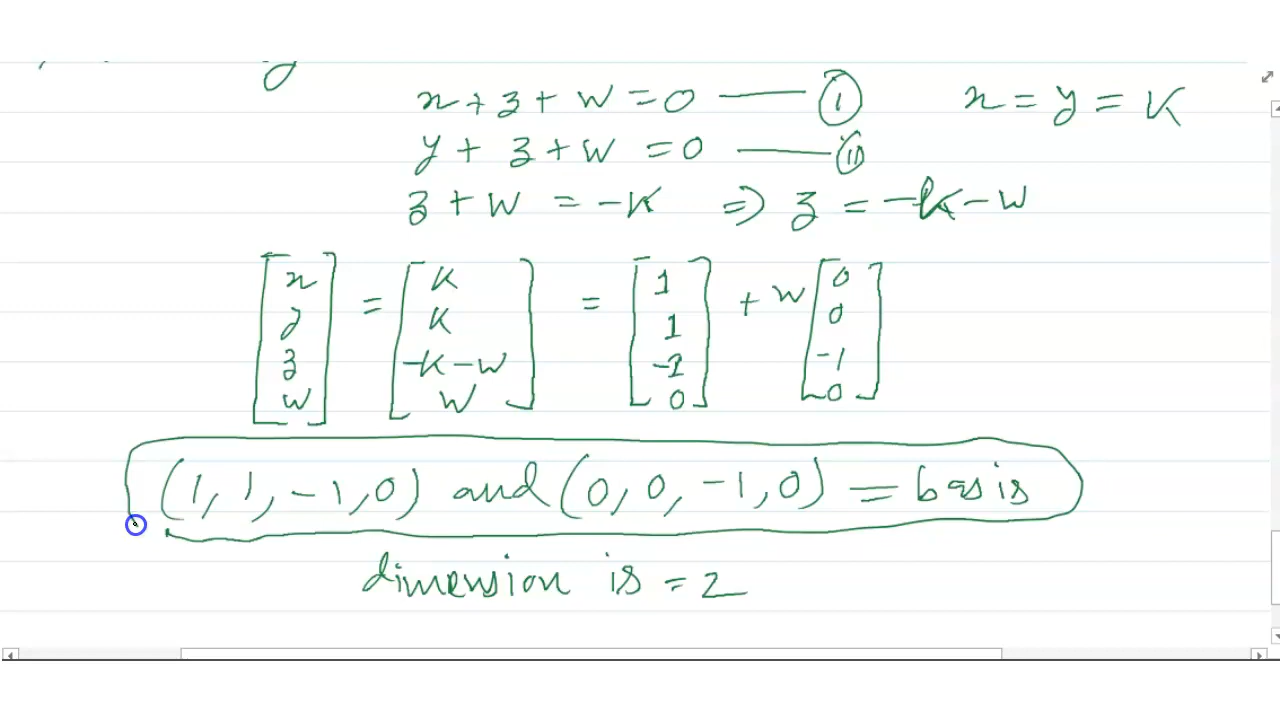 x + z + w = 0 —— (i) x = y = K
y + z + w = 0 —— (ii)
z + w = -K ⇒ z = -K - w
[x y z w] = [K K -K-w w] = [1 1 -1 0] + w [0 0 -1 0]
(1, 1, -1, 0) and (0, 0, -1, 0) = basis
dimension is = 2